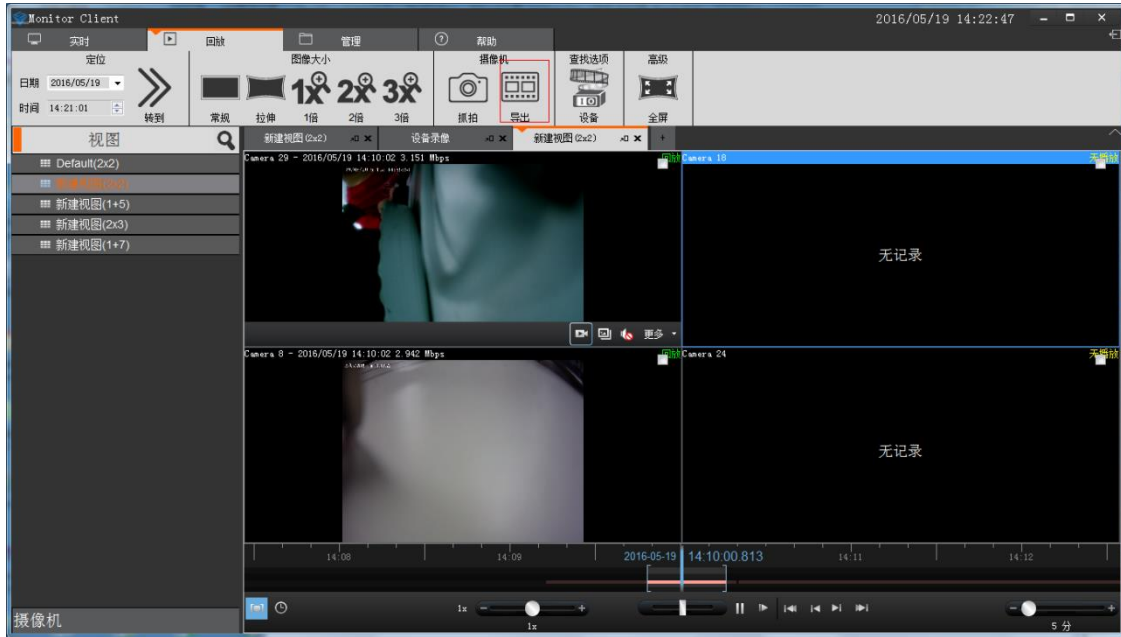 Monitor Client
2016/05/19 14:22:47
实时
回放
管理
帮助
定位
图像大小
摄像机
查找选项
高级
日期 2016/05/19
时间 14:21:01
1X 2X 3X
转到 常规 拉伸 1倍 2倍 3倍 抓拍 导出 设备 全屏
视图
新建视图(2x2)
设备录像
新建视图(2x2)
+
Default(2x2)
新建视图(1+5)
新建视图(2x3)
新建视图(1+7)
Camera 29 - 2016/05/19 14:10:02 3.151 Mbps
回放
Camera 18
无播放
无记录
更多
Camera 8 - 2016/05/19 14:10:02 2.942 Mbps
回放
Camera 24
无播放
无记录
14:08 14:09 2016-05-19 14:10:00.813 14:11 14:12
1x
1x
5 分
摄像机